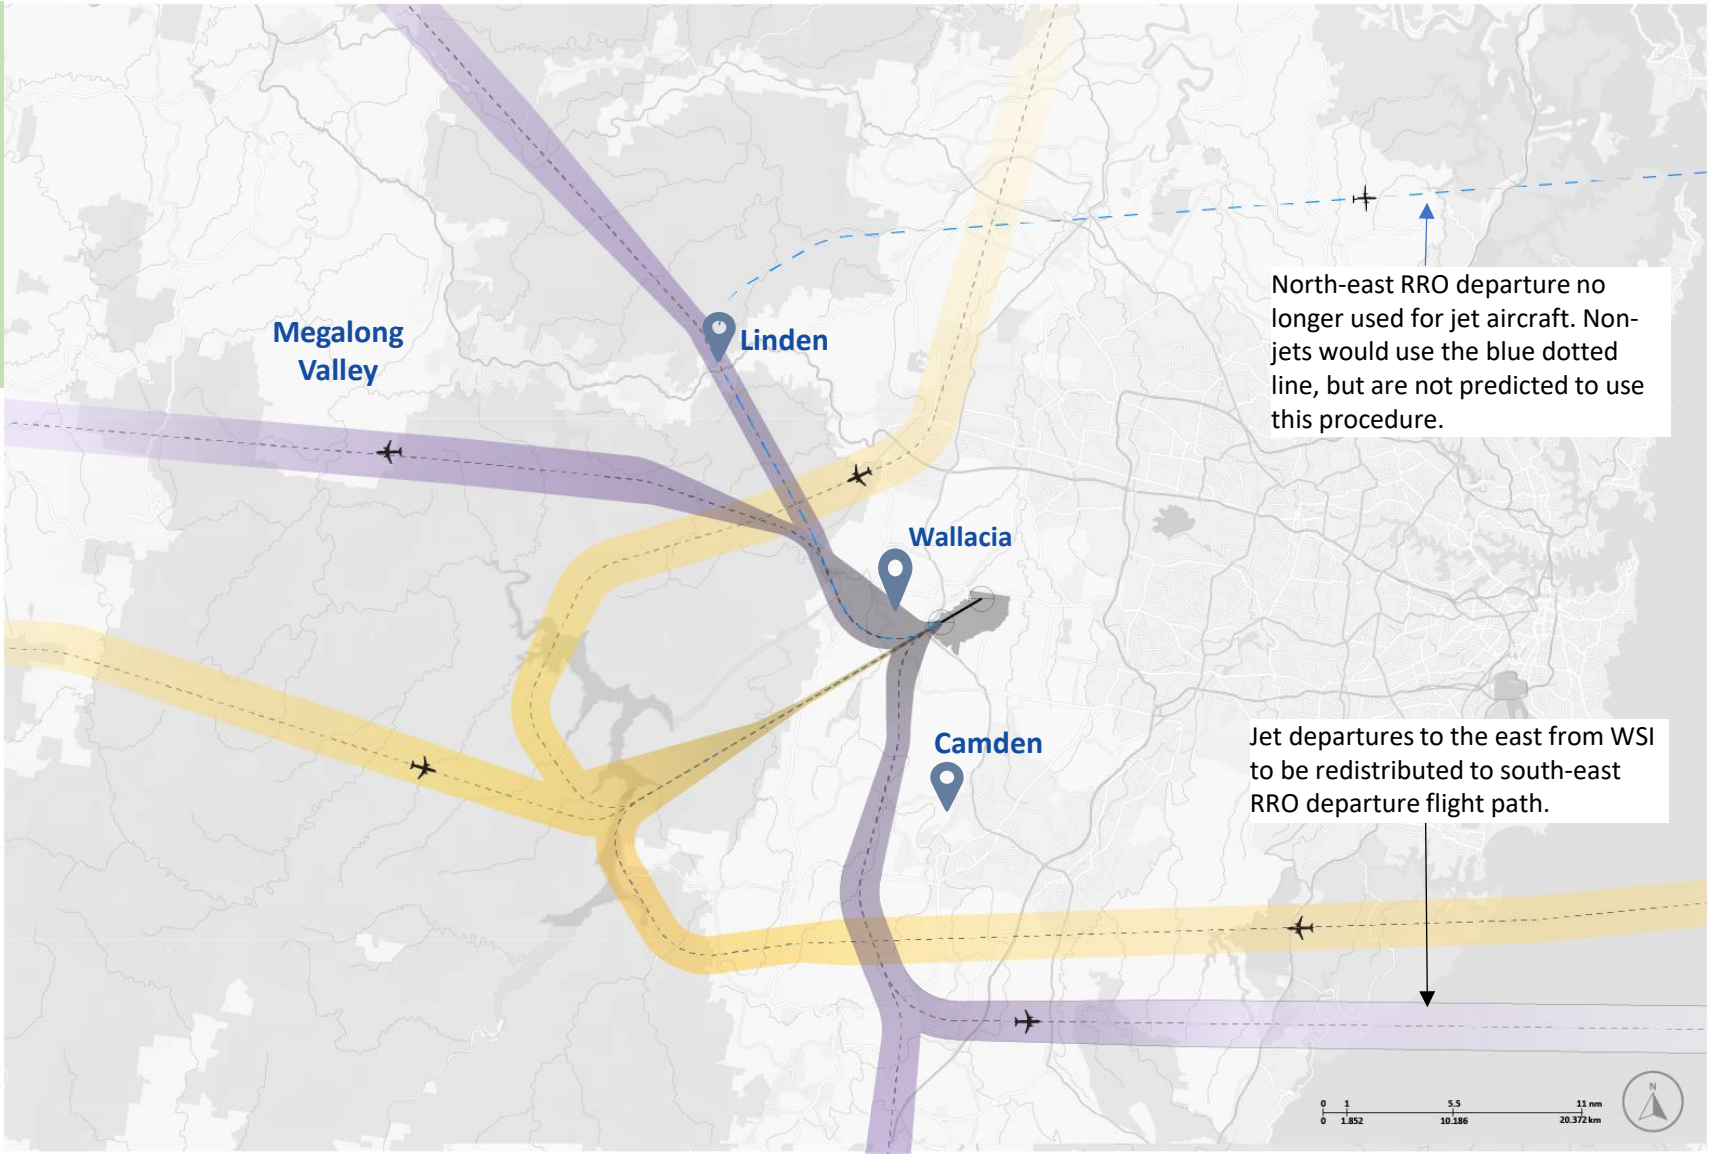 North-east RRO departure no
longer used for jet aircraft. Non-
jets would use the blue dotted
line, but are not predicted to use
this procedure.
Megalong
Valley
Linden
Wallacia
Camden
Jet departures to the east from WSI
to be redistributed to south-east
RRO departure flight path.
N
0 1 5.5 11 nm
0 1.852 10.186 20.372 km